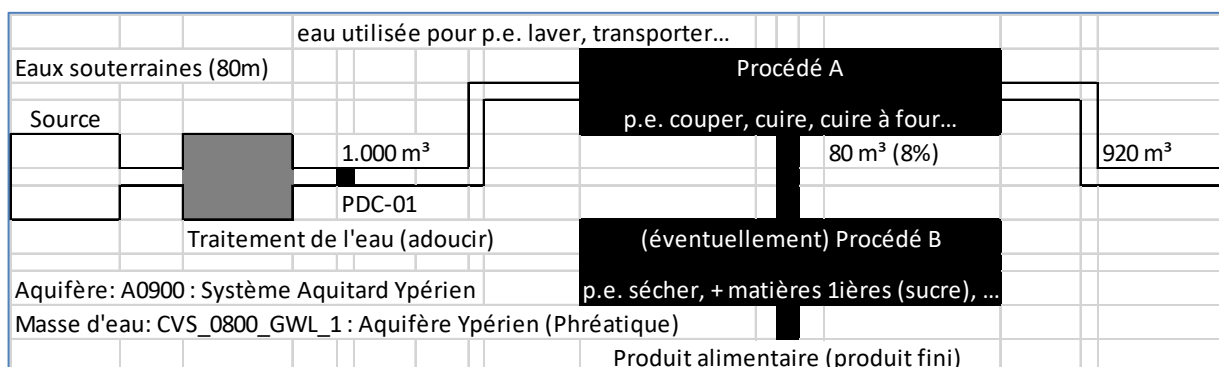 eau utilisée pour p.e. laver, transporter...
Eaux souterraines (80m)
Procédé A
Source
p.e. couper, cuire, cuire à four...
1.000 m³
80 m³ (8%)
920 m³
PDC-01
Traitement de l'eau (adoucir)
(éventuellement) Procédé B
Aquifère: A0900 : Système Aquitard Ypérien
p.e. sécher, + matières 1ières (sucre), ...
Masse d'eau: CVS_0800_GWL_1 : Aquifère Ypérien (Phréatique)
Produit alimentaire (produit fini)